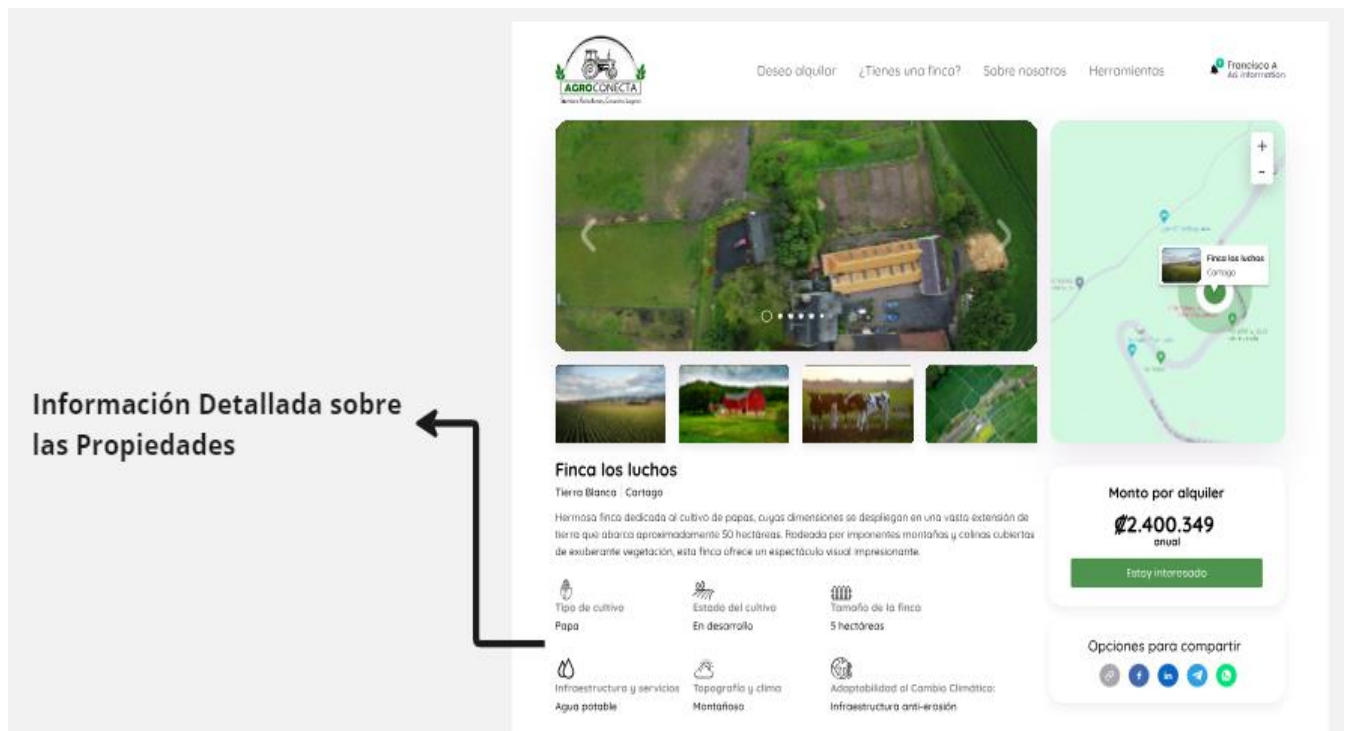 Información Detallada sobre
las Propiedades
AGROCONECTA
Deseo alquilar
¿Tienes una finca?
Sobre nosotros
Herramientas
Francisco A
Ad information
+
-
Finca los luchos
Cartago
Finca los luchos
Tierra Blanca | Cartago
Hermosa finca dedicada al cultivo de papas, cuyas dimensiones se despliegan en una vasta extensión de
tierra que abarca aproximadamente 50 hectáreas. Rodeada por imponentes montañas y colinas cubiertas
de exuberante vegetación, esta finca ofrece un espectáculo visual impresionante.
Tipo de cultivo
Papa
Estado del cultivo
En desarrollo
Tamaño de la finca
5 hectáreas
Infraestructura y servicios
Agua potable
Topografía y clima
Montañoso
Adaptabilidad al Cambio Climático:
Infraestructura anti-erosión
Monto por alquiler
₡2.400.349
anual
Estoy interesado
Opciones para compartir